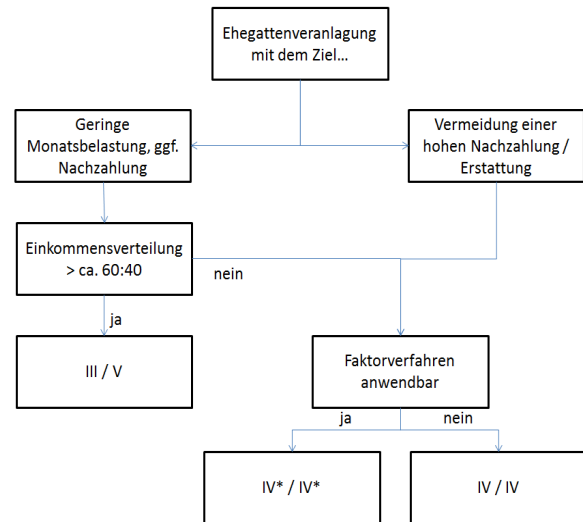 Ehegattenveranlagung
mit dem Ziel...
Geringe
Monatsbelastung, ggf.
Nachzahlung
Vermeidung einer
hohen Nachzahlung /
Erstattung
Einkommensverteilung
> ca. 60:40
nein
ja
III / V
Faktorverfahren
anwendbar
ja
nein
IV* / IV*
IV / IV